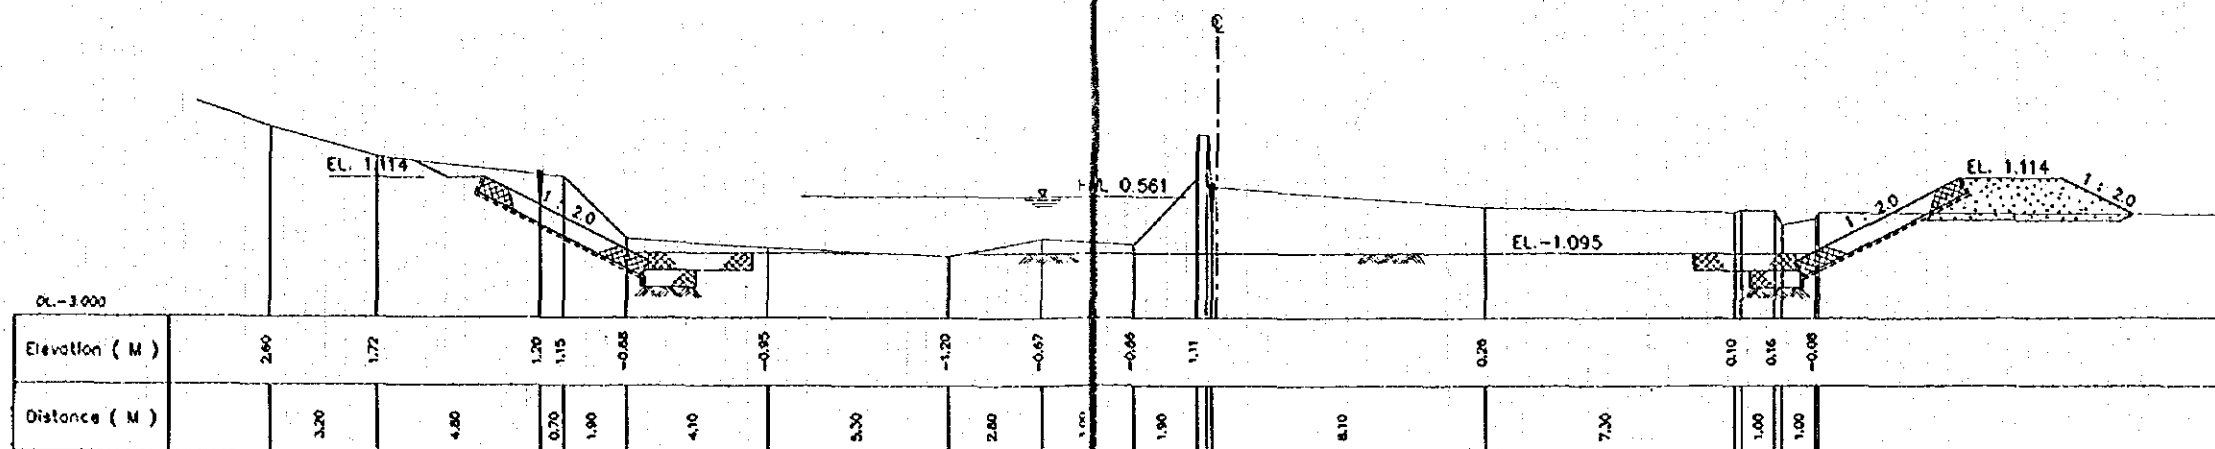 ℄
EL. 1.114
1 : 2.0
0.561
EL. 1.114
1 : 2.0
1 : 2.0
EL.-1.095
DL.-3.000
Elevation ( M ) 2.60 1.72 1.20 1.15 -0.95 -1.20 -0.67 -0.66 1.11 0.26 0.10 0.16 -0.08
Distance ( M ) 3.20 4.80 0.70 1.90 4.10 5.30 2.80 1.90 8.10 7.30 1.00 1.00